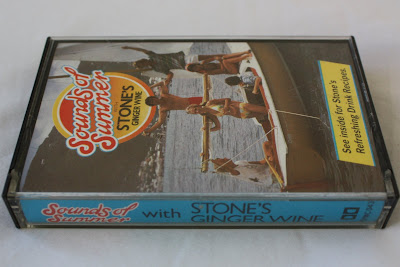 Sounds of
Summer
STONE'S
GINGER WINE
See inside for Stone's
Refreshing Drink Recipes
Sounds of
Summer
with
STONE'S
GINGER WINE